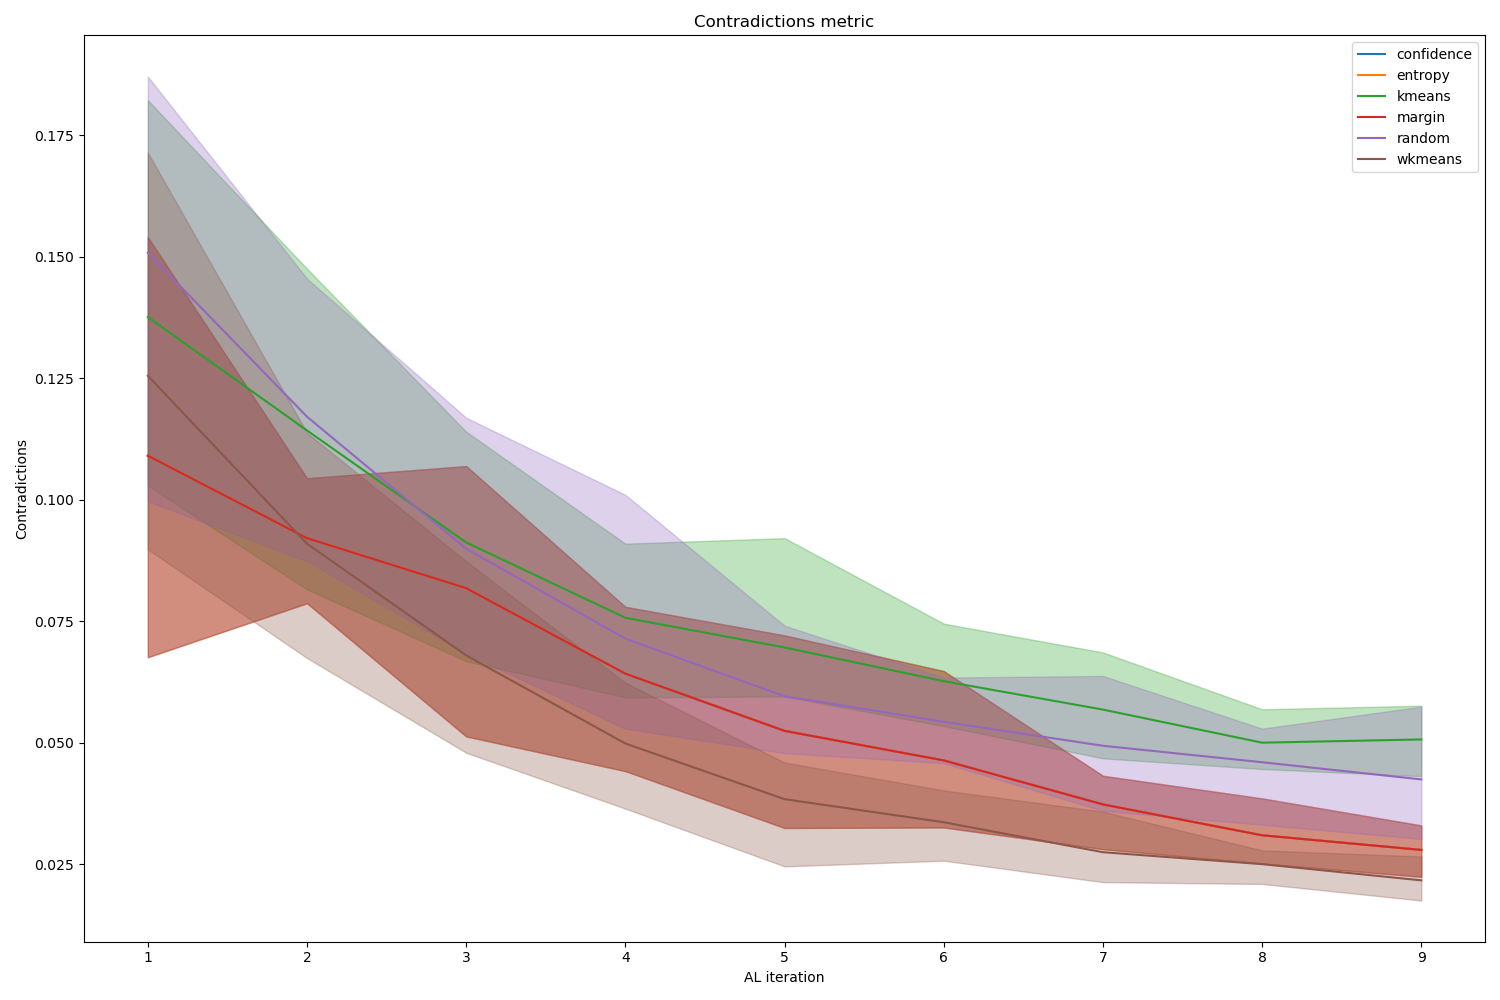 Contradictions metric
confidence
entropy
kmeans
margin
random
wkmeans
0.175
0.150
0.125
0.100
0.075
0.050
0.025
Contradictions
1 2 3 4 5 6 7 8 9
AL iteration